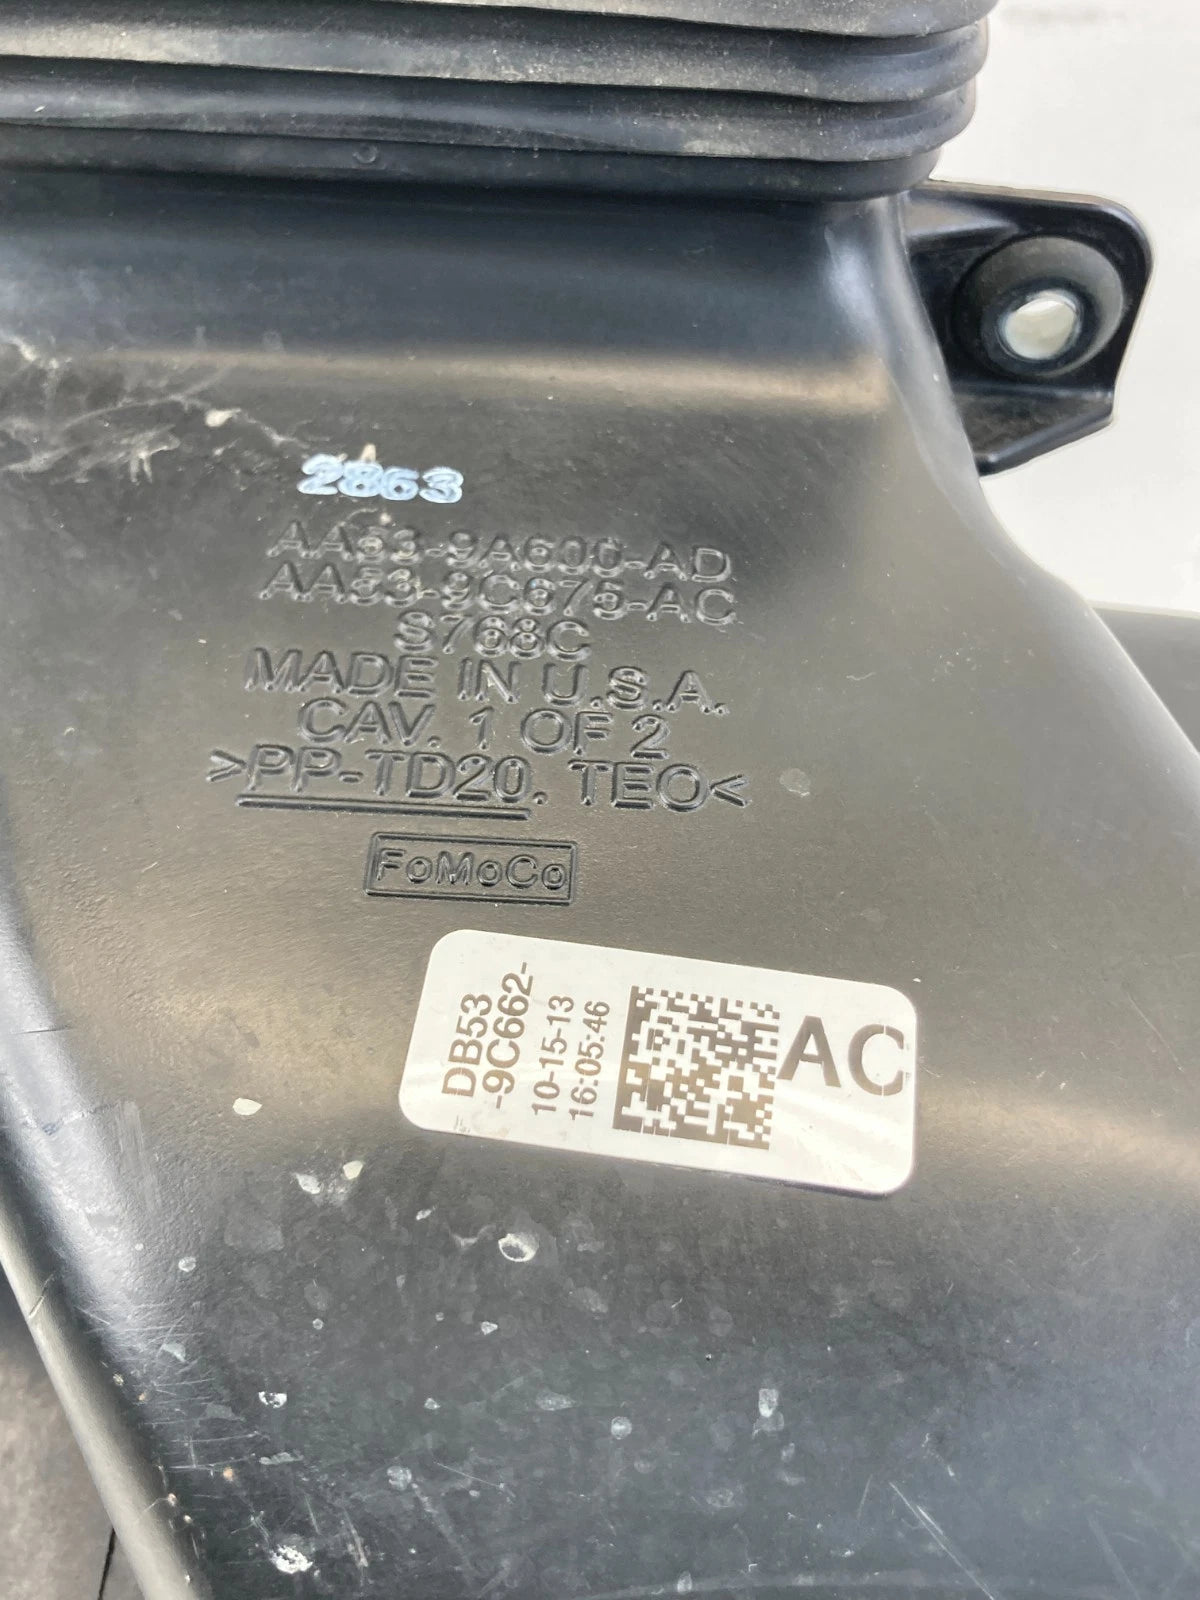 2863
AA53-9A600-AD
AA53-9C675-AC
S768C
MADE IN U.S.A.
CAV. 1 OF 2
>PP-TD20. TEO<
FoMoCo
DB53
-9C662-
10-15-13
16:05:46
AC